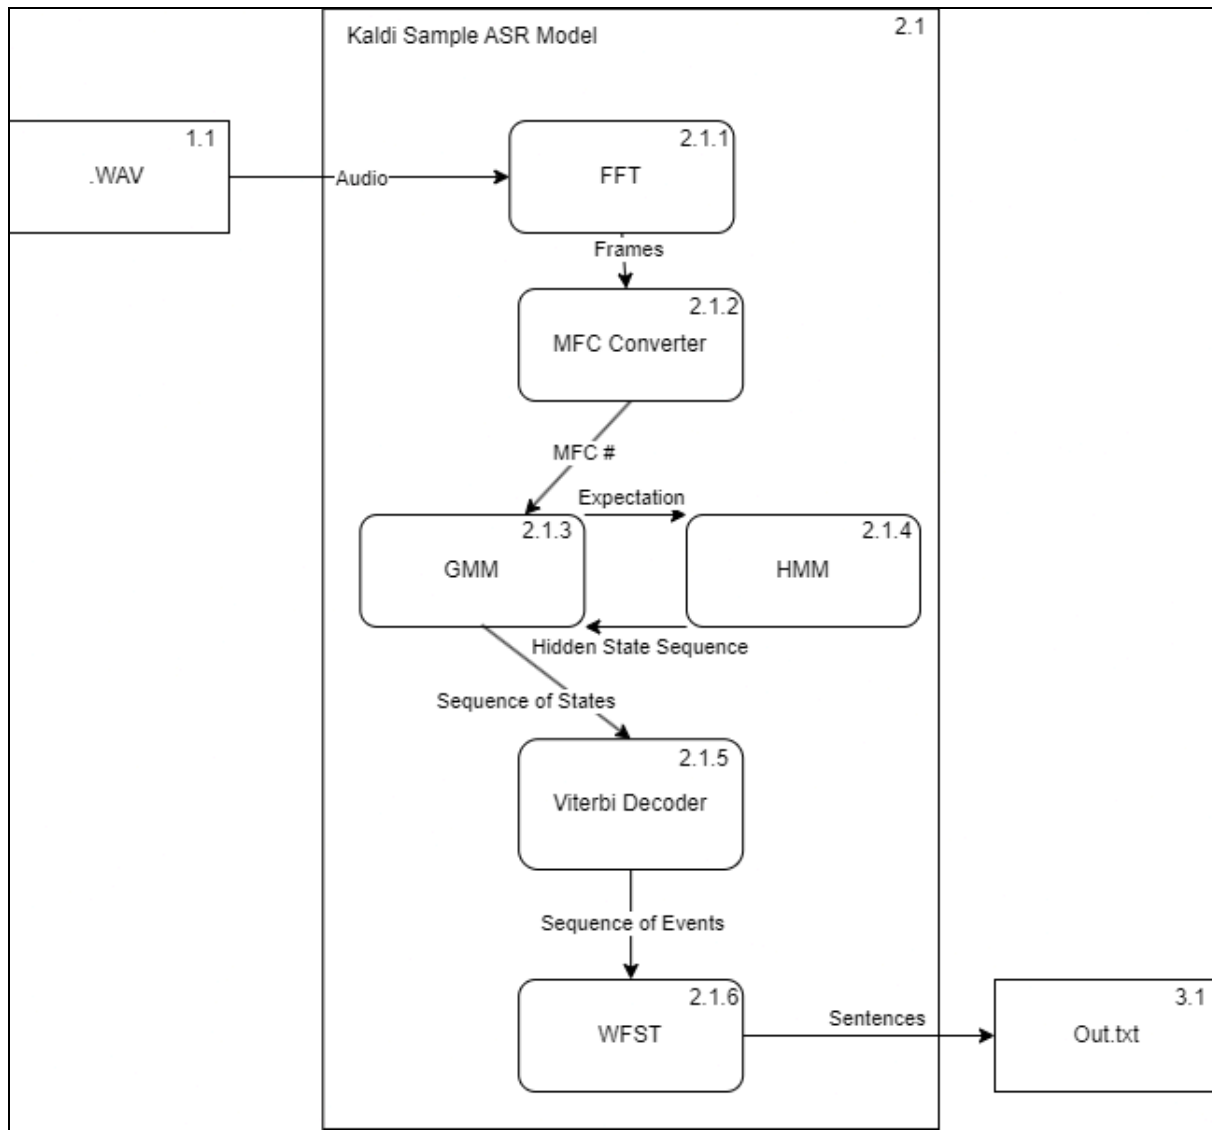 Kaldi Sample ASR Model
2.1
1.1
.WAV
Audio
2.1.1
FFT
Frames
2.1.2
MFC Converter
MFC #
Expectation
2.1.3
GMM
2.1.4
HMM
Hidden State Sequence
Sequence of States
2.1.5
Viterbi Decoder
Sequence of Events
2.1.6
WFST
Sentences
3.1
Out.txt